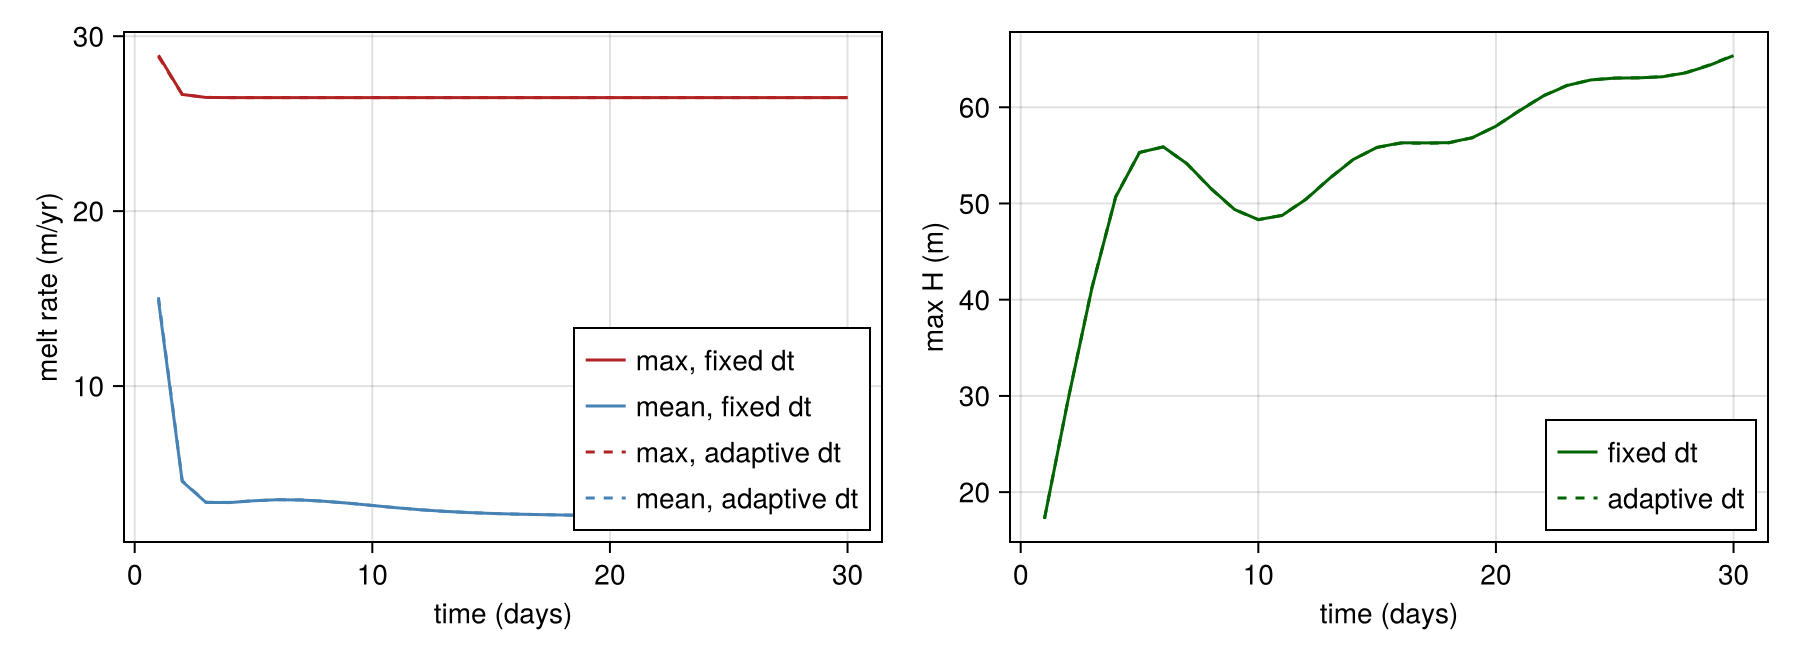 30
20
10
melt rate (m/yr)
max, fixed dt
mean, fixed dt
max, adaptive dt
mean, adaptive dt
0 10 20 30
time (days)
60
50
40
30
20
max H (m)
fixed dt
adaptive dt
0 10 20 30
time (days)